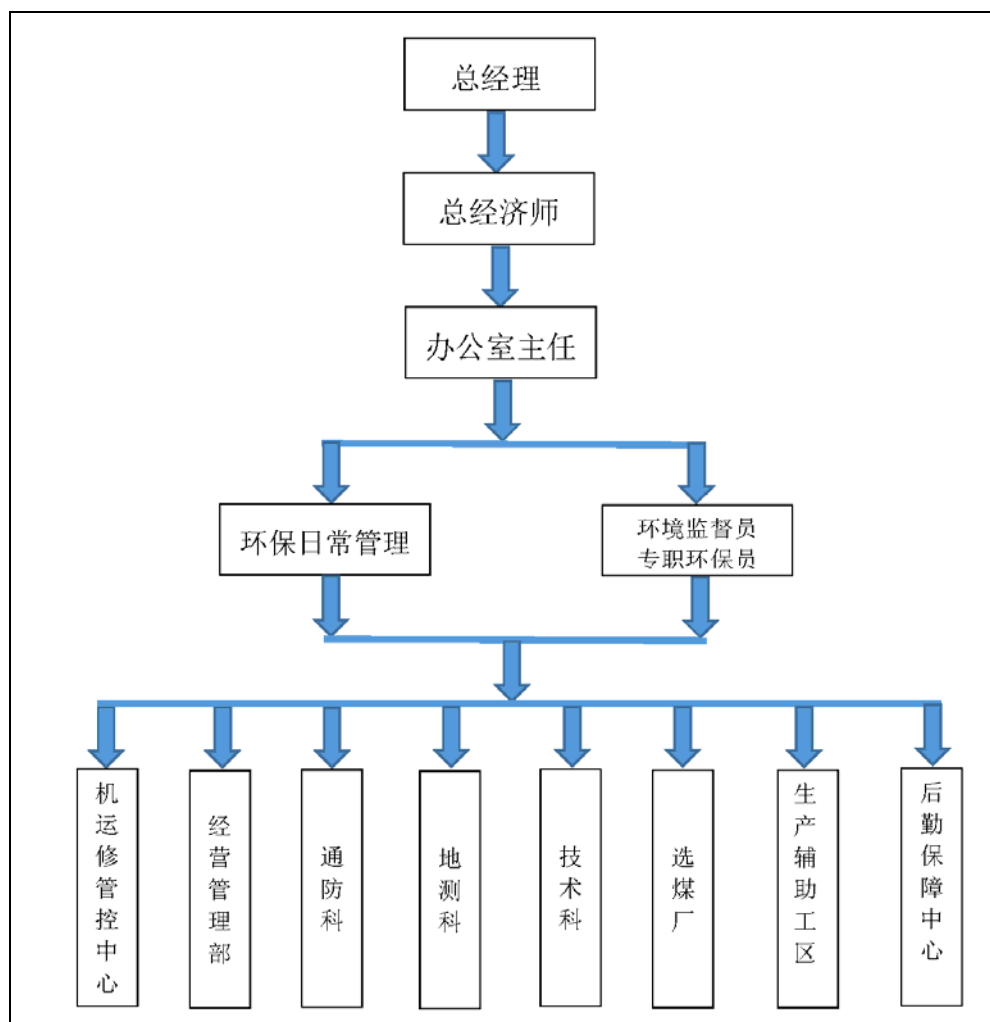 总经理
总经济师
办公室主任
环保日常管理
环境监督员
专职环保员
机运修管控中心
经营管理部
通防科
地测科
技术科
选煤厂
生产辅助工区
后勤保障中心